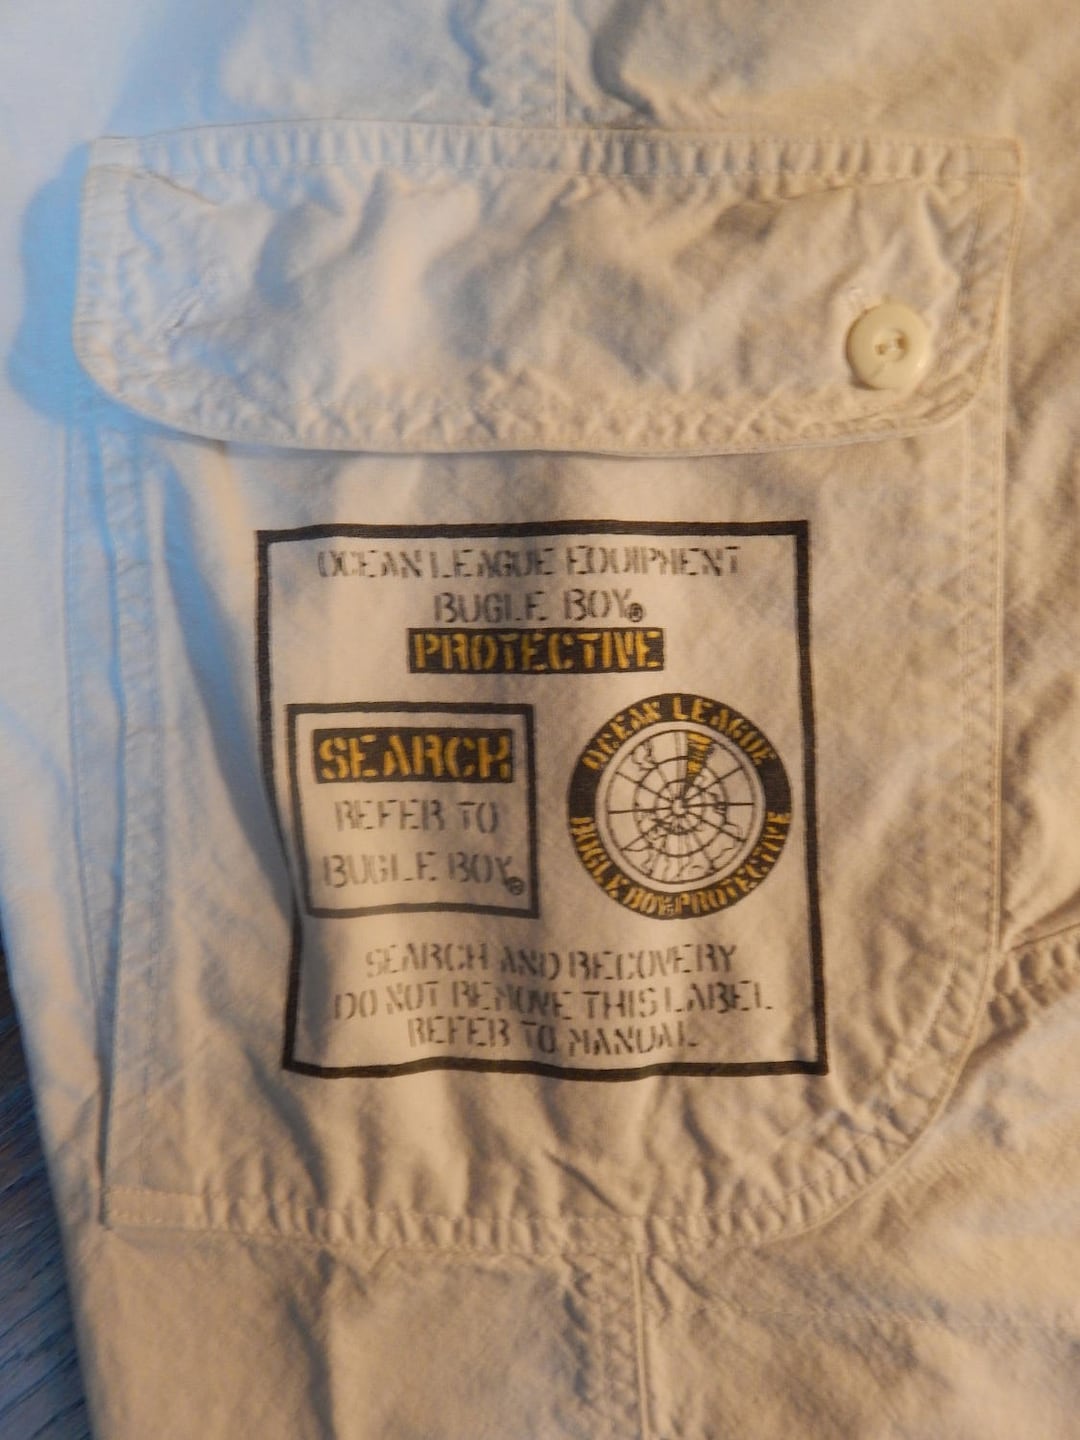 OCEAN LEAGUE EQUIPMENT
BUGLE BOY®
PROTECTIVE
SEARCH
REFER TO
BUGLE BOY®
OCEAN LEAGUE
BUGLE BOY® PROTECTIVE
SEARCH AND RECOVERY
DO NOT REMOVE THIS LABEL
REFER TO MANUAL